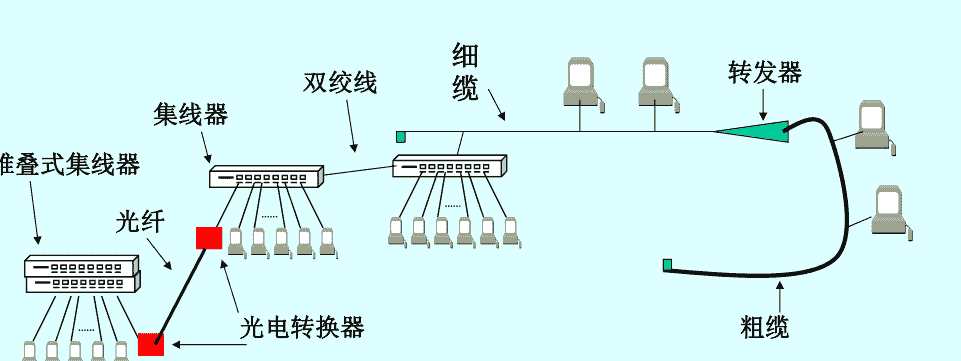 细
缆
转发器
双绞线
集线器
堆叠式集线器
光纤
......
......
......
光电转换器
粗缆